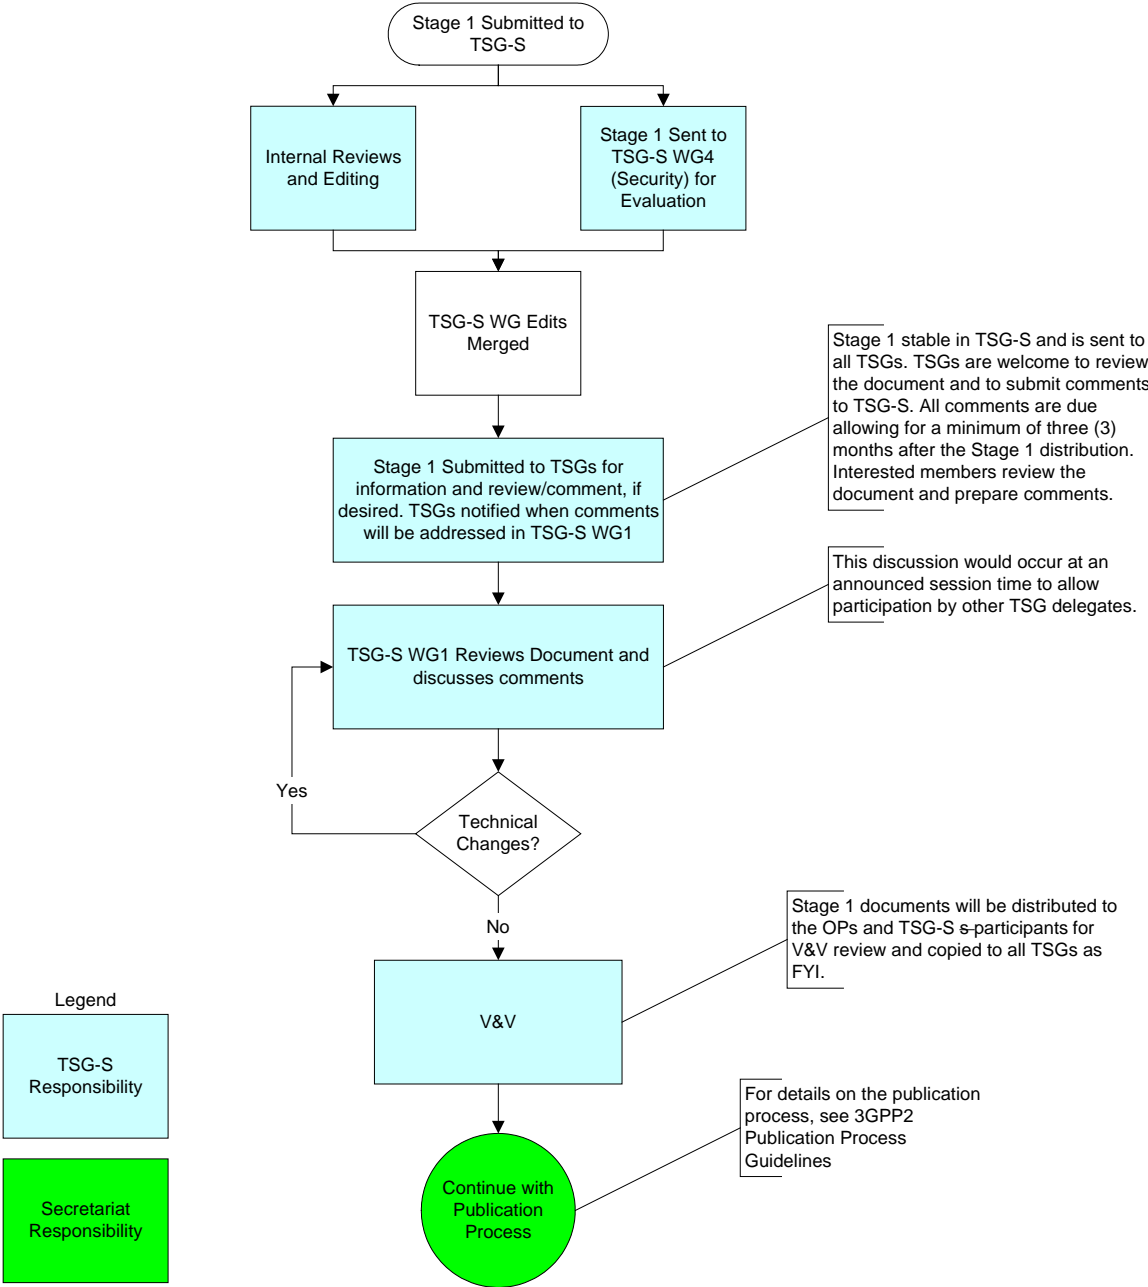 Stage 1 Submitted to
TSG-S
Internal Reviews
and Editing
Stage 1 Sent to
TSG-S WG4
(Security) for
Evaluation
TSG-S WG Edits
Merged
Stage 1 stable in TSG-S and is sent to
all TSGs. TSGs are welcome to review
the document and to submit comments
to TSG-S. All comments are due
allowing for a minimum of three (3)
months after the Stage 1 distribution.
Interested members review the
document and prepare comments.
Stage 1 Submitted to TSGs for
information and review/comment, if
desired. TSGs notified when comments
will be addressed in TSG-S WG1
This discussion would occur at an
announced session time to allow
participation by other TSG delegates.
TSG-S WG1 Reviews Document and
discusses comments
Yes
Technical
Changes?
No
Stage 1 documents will be distributed to
the OPs and TSG-S s participants for
V&V review and copied to all TSGs as
FYI.
V&V
Legend
TSG-S
Responsibility
Secretariat
Responsibility
For details on the publication
process, see 3GPP2
Publication Process
Guidelines
Continue with
Publication
Process